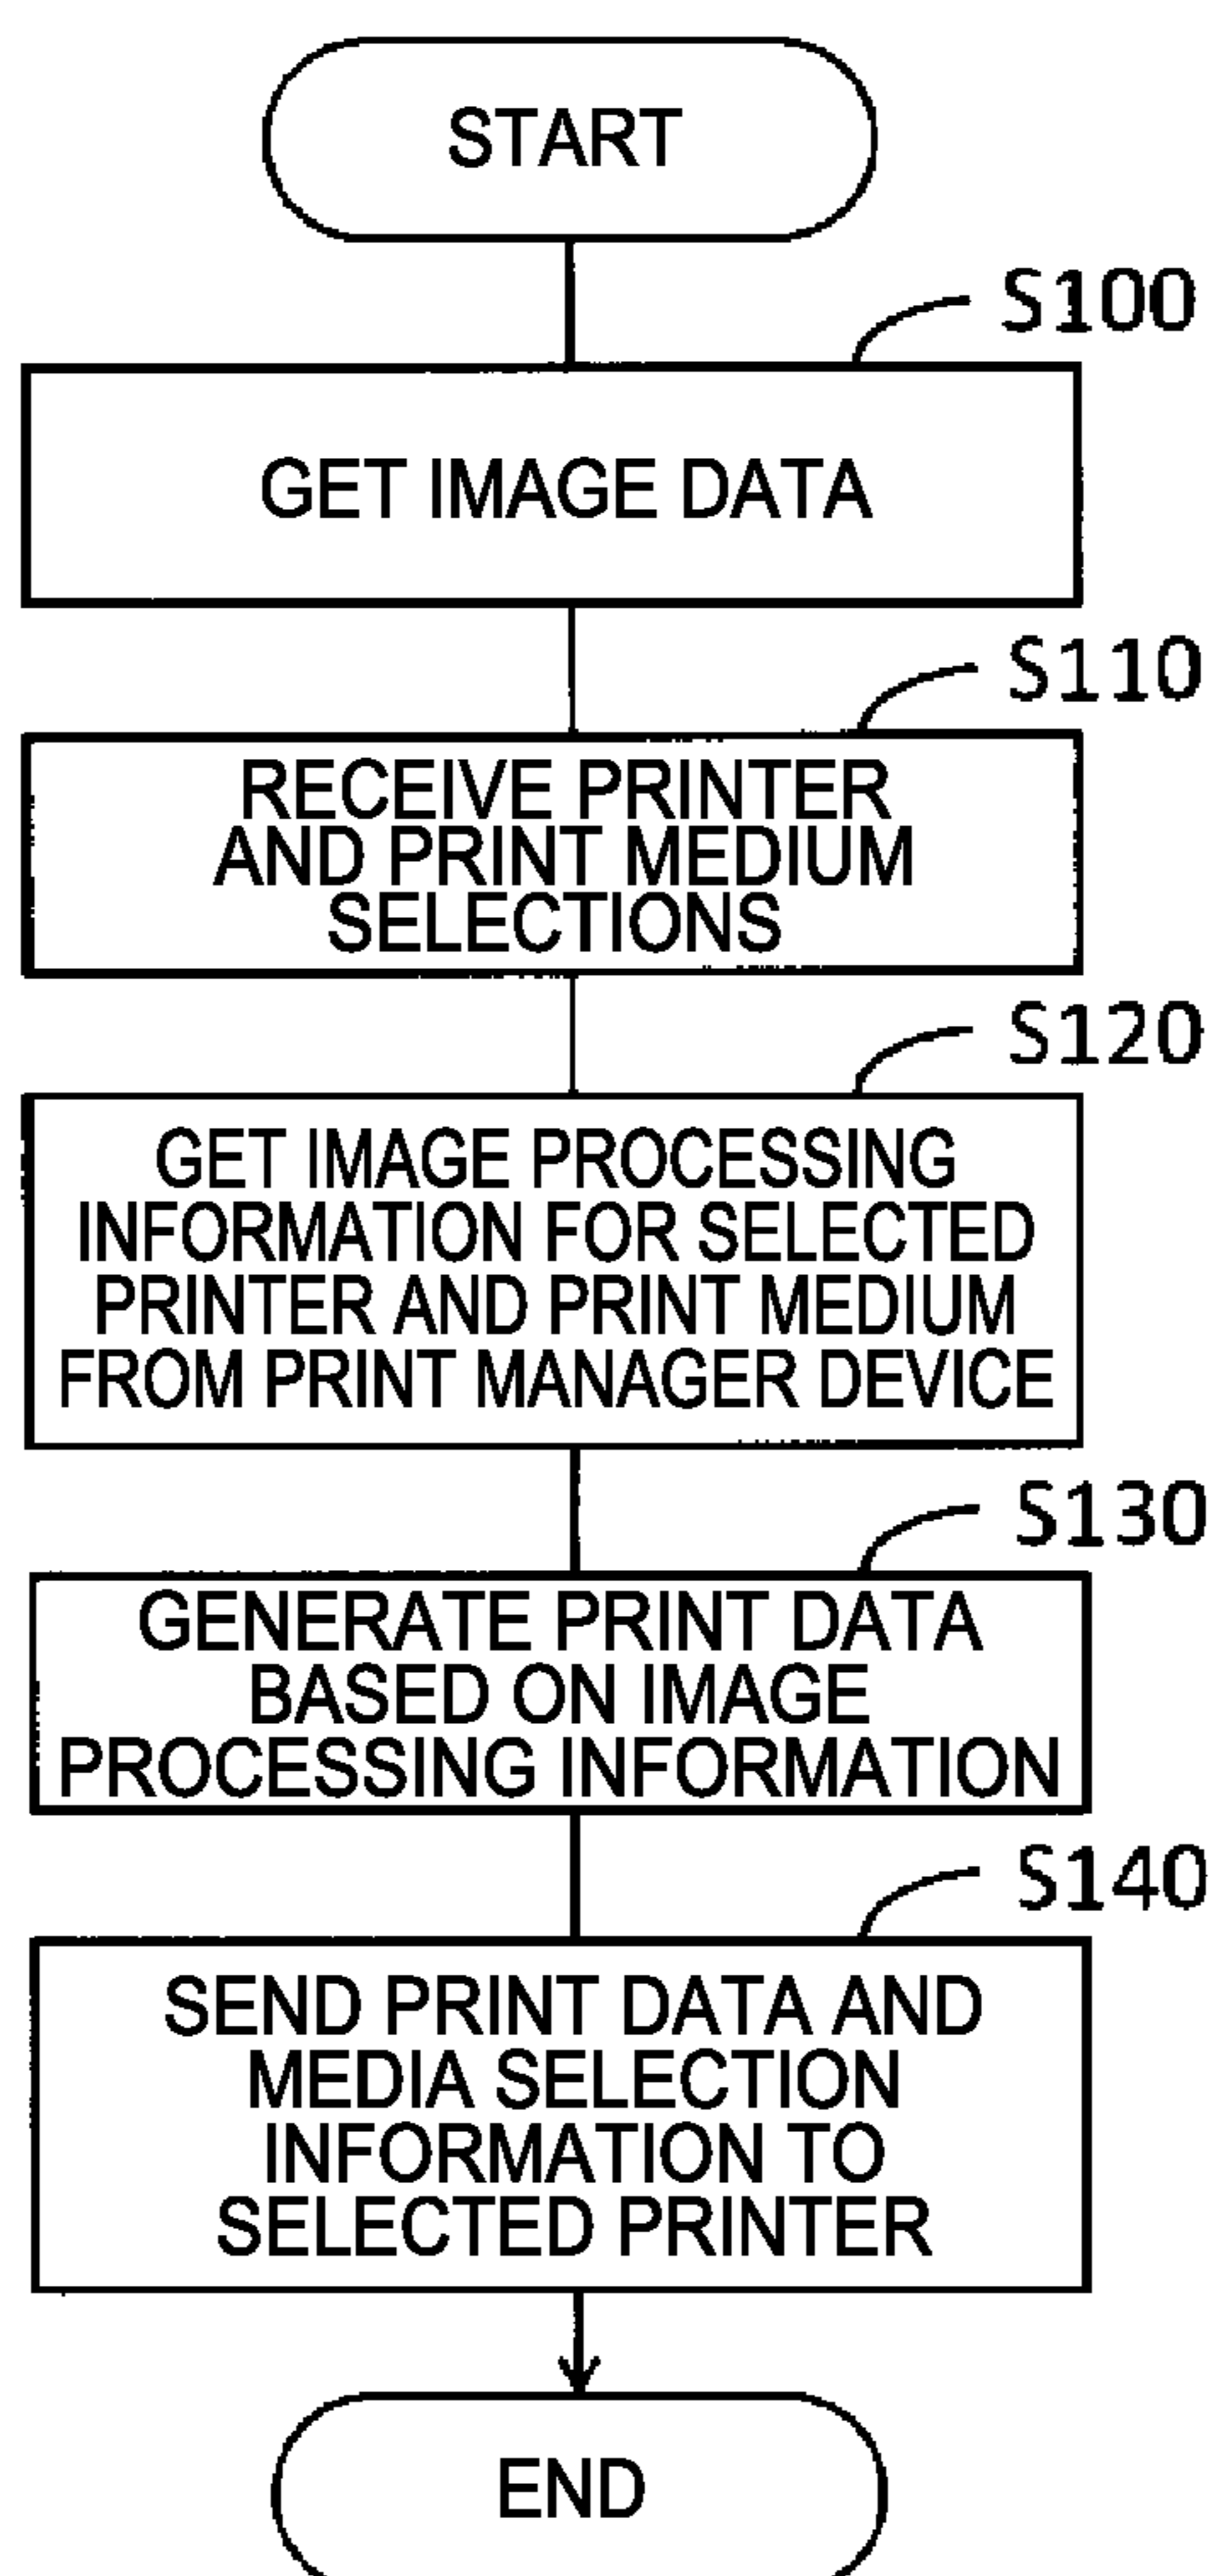 START
S100
GET IMAGE DATA
S110
RECEIVE PRINTER
AND PRINT MEDIUM
SELECTIONS
S120
GET IMAGE PROCESSING
INFORMATION FOR SELECTED
PRINTER AND PRINT MEDIUM
FROM PRINT MANAGER DEVICE
S130
GENERATE PRINT DATA
BASED ON IMAGE
PROCESSING INFORMATION
S140
SEND PRINT DATA AND
MEDIA SELECTION
INFORMATION TO
SELECTED PRINTER
END